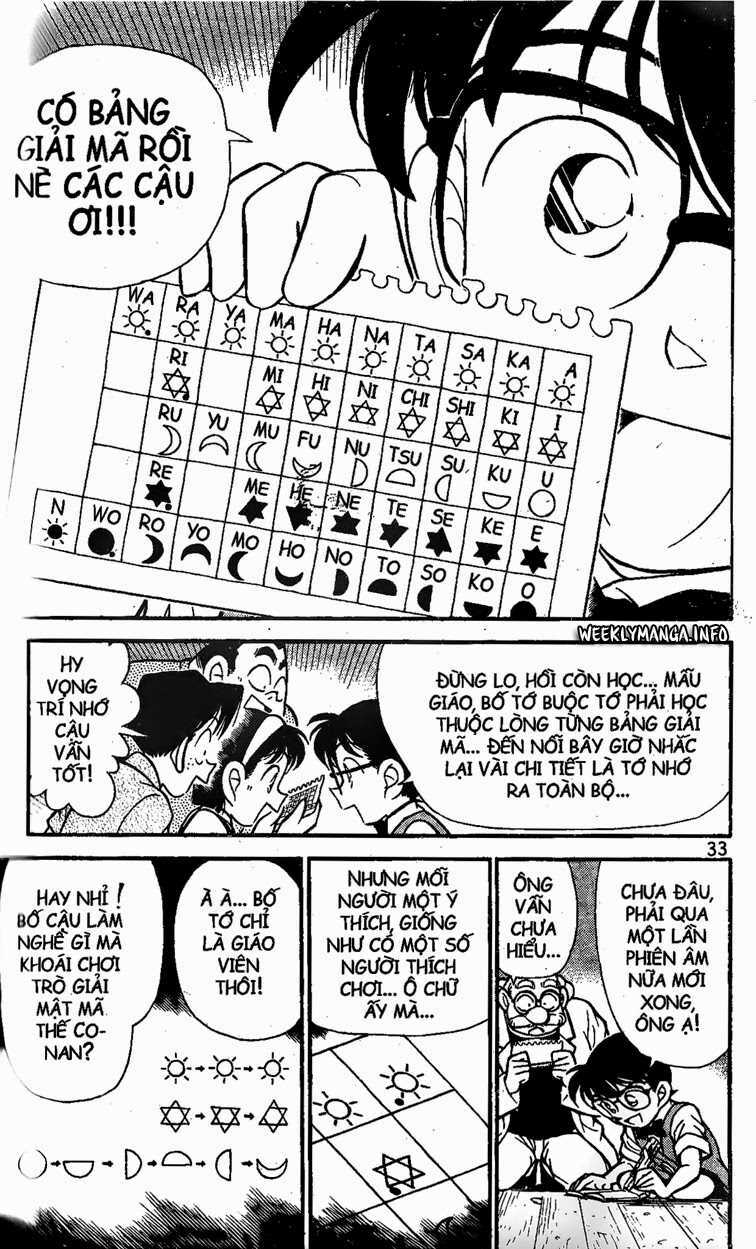 CÓ BẢNG
GIẢI MÃ RỒI
NÈ CÁC CẬU
ƠI!!!
WA RA YA MA HA NA TA SA KA A
RI MI HI NI CHI SHI KI I
RU YU MU FU NU TSU SU KU U
RE ME HE NE TE SE KE E
N WO RO YO MO HO NO TO SO KO O
WEEKLYMANGA.INFO
HY
VỌNG
TRÍ NHỚ
CẬU
VẪN
TỐT!
ĐỪNG LO, HỒI CÒN HỌC... MẪU
GIÁO, BỐ TỚ BUỘC TỚ PHẢI HỌC
THUỘC LÒNG TỪNG BẢNG GIẢI
MÃ... ĐẾN NỖI BÂY GIỜ NHẮC
LẠI VÀI CHI TIẾT LÀ TỚ NHỚ
RA TOÀN BỘ...
33
HAY NHỈ!
BỐ CẬU LÀM
NGHỀ GÌ MÀ
KHOÁI CHƠI
TRÒ GIẢI
MẬT MÃ
THẾ CO-
NAN?
À À... BỐ
TỚ CHỈ
LÀ GIÁO
VIÊN
THÔI!
NHƯNG MỖI
NGƯỜI MỘT Ý
THÍCH, GIỐNG
NHƯ CÓ MỘT SỐ
NGƯỜI THÍCH
CHƠI... Ô CHỮ
ẤY MÀ...
ÔNG
VẪN
CHƯA
HIỂU...
CHƯA ĐÂU,
PHẢI QUA
MỘT LẦN
PHIÊN ÂM
NỮA MỚI
XONG,
ÔNG Ạ!